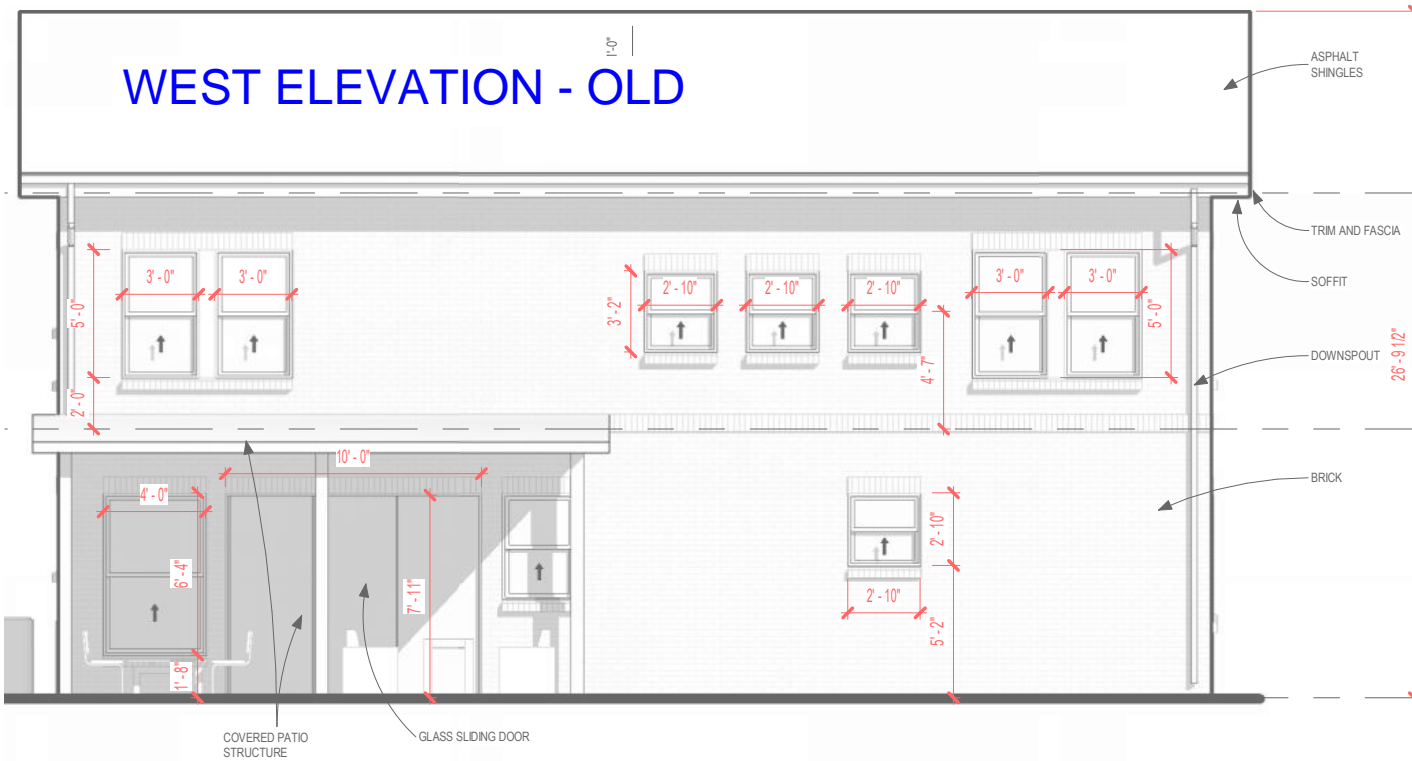 1'-0"
WEST ELEVATION - OLD
ASPHALT
SHINGLES
TRIM AND FASCIA
SOFFIT
3' - 0"
3' - 0"
2' - 10"
2' - 10"
2' - 10"
3' - 0"
3' - 0"
5' - 0"
3' - 2"
5' - 0"
DOWNSPOUT
26' - 9 1/2"
2' - 0"
4' - 7"
10' - 0"
4' - 0"
BRICK
6' - 4"
7' - 11"
2' - 10"
2' - 10"
5' - 2"
1' - 8"
COVERED PATIO
STRUCTURE
GLASS SLIDING DOOR